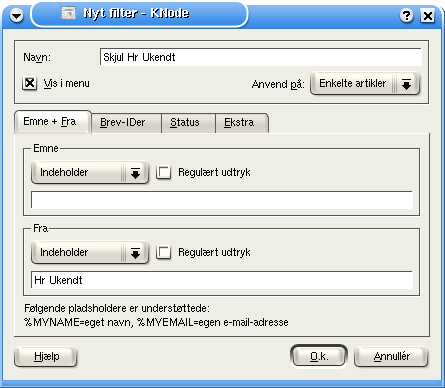 Nyt filter - KNode
Navn: Skjul Hr Ukendt
Vis i menu Anvend på: Enkelte artikler
Emne + Fra Brev-IDer Status Ekstra
Emne
Indeholder Regulært udtryk
Fra
Indeholder Regulært udtryk
Hr Ukendt
Følgende pladsholdere er understøttede:
%MYNAME=eget navn, %MYEMAIL=egen e-mail-adresse
Hjælp O.k. Annullér